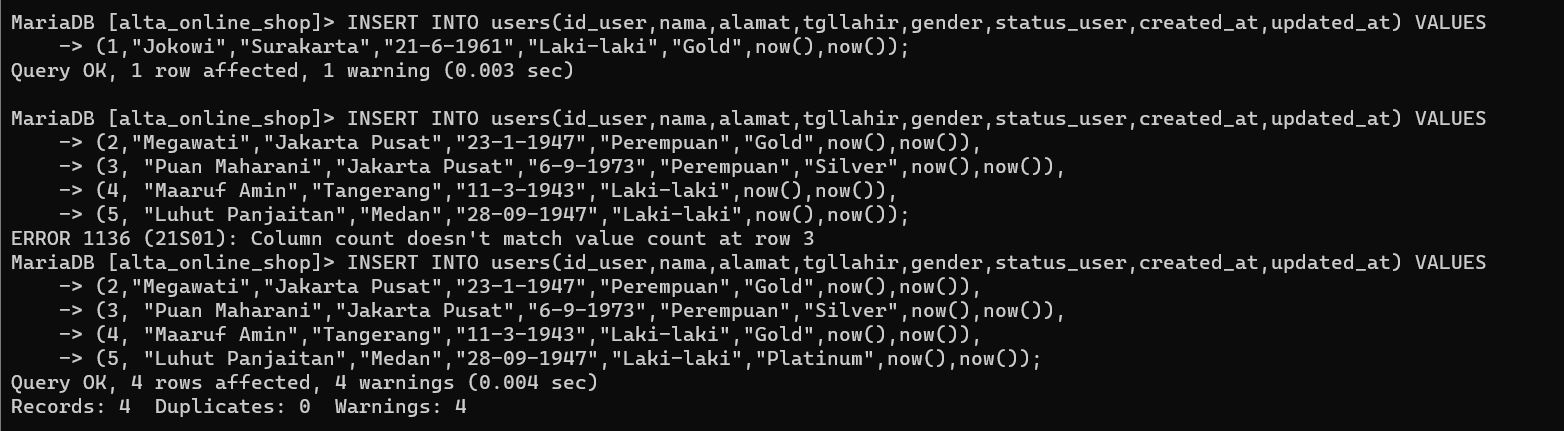 MariaDB [alta_online_shop]> INSERT INTO users(id_user,nama,alamat,tgllahir,gender,status_user,created_at,updated_at) VALUES
    -> (1,"Jokowi","Surakarta","21-6-1961","Laki-laki","Gold",now(),now());
Query OK, 1 row affected, 1 warning (0.003 sec)

MariaDB [alta_online_shop]> INSERT INTO users(id_user,nama,alamat,tgllahir,gender,status_user,created_at,updated_at) VALUES
    -> (2,"Megawati","Jakarta Pusat","23-1-1947","Perempuan","Gold",now(),now()),
    -> (3, "Puan Maharani","Jakarta Pusat","6-9-1973","Perempuan","Silver",now(),now()),
    -> (4, "Maaruf Amin","Tangerang","11-3-1943","Laki-laki",now(),now()),
    -> (5, "Luhut Panjaitan","Medan","28-09-1947","Laki-laki",now(),now());
ERROR 1136 (21S01): Column count doesn't match value count at row 3
MariaDB [alta_online_shop]> INSERT INTO users(id_user,nama,alamat,tgllahir,gender,status_user,created_at,updated_at) VALUES
    -> (2,"Megawati","Jakarta Pusat","23-1-1947","Perempuan","Gold",now(),now()),
    -> (3, "Puan Maharani","Jakarta Pusat","6-9-1973","Perempuan","Silver",now(),now()),
    -> (4, "Maaruf Amin","Tangerang","11-3-1943","Laki-laki","Gold",now(),now()),
    -> (5, "Luhut Panjaitan","Medan","28-09-1947","Laki-laki","Platinum",now(),now());
Query OK, 4 rows affected, 4 warnings (0.004 sec)
Records: 4  Duplicates: 0  Warnings: 4